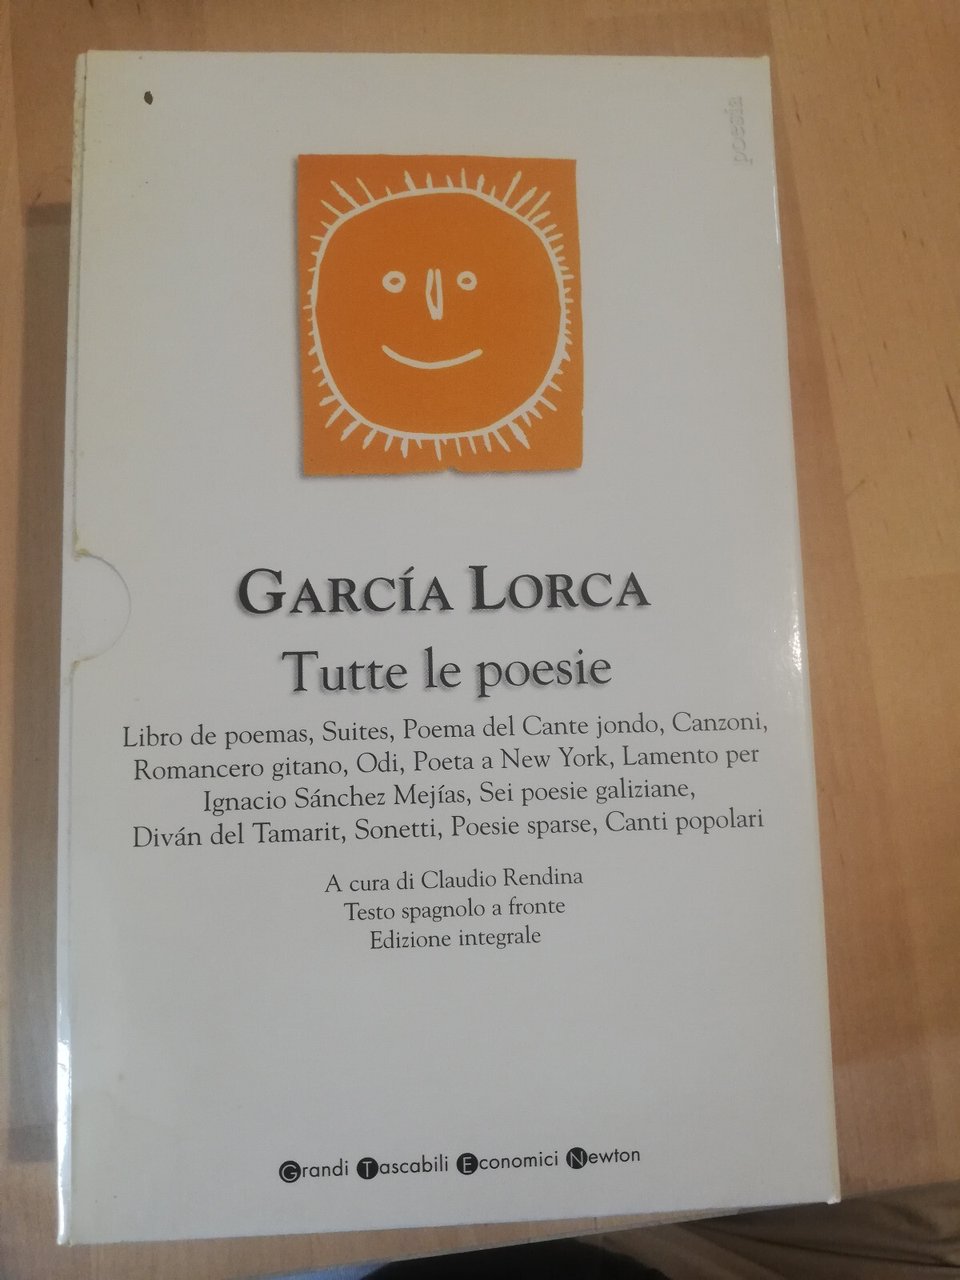 poesia
GARCÍA LORCA
Tutte le poesie
Libro de poemas, Suites, Poema del Cante jondo, Canzoni,
Romancero gitano, Odi, Poeta a New York, Lamento per
Ignacio Sánchez Mejías, Sei poesie galiziane,
Diván del Tamarit, Sonetti, Poesie sparse, Canti popolari
A cura di Claudio Rendina
Testo spagnolo a fronte
Edizione integrale
Grandi Tascabili Economici Newton